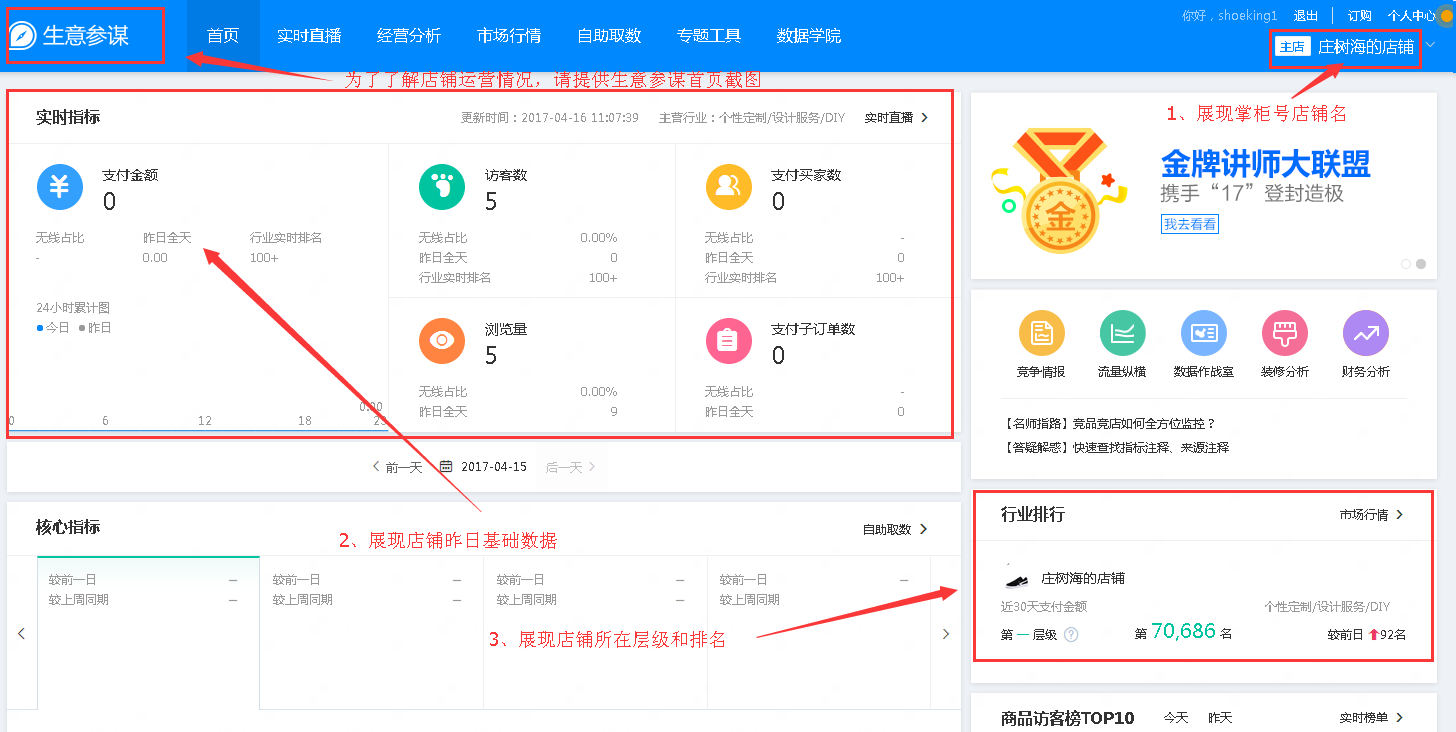 生意参谋
首页 实时直播 经营分析 市场行情 自助取数 专题工具 数据学院
你好，shoeking1 退出 订购 个人中心
主店 庄树海的店铺
为了了解店铺运营情况，请提供生意参谋首页截图
1、展现掌柜号店铺名
实时指标 更新时间：2017-04-16 11:07:39 主营行业：个性定制/设计服务/DIY 实时直播
支付金额
0
无线占比 昨日全天 行业实时排名
- 0.00 100+
24小时累计图
今日 昨日
0.00
0 6 12 18 23
访客数
5
无线占比 0.00%
昨日全天 0
行业实时排名 100+
支付买家数
0
无线占比 -
昨日全天 0
行业实时排名 100+
浏览量
5
无线占比 0.00%
昨日全天 9
支付子订单数
0
无线占比 -
昨日全天 0
前一天 2017-04-15 后一天
核心指标 自助取数
2、展现店铺昨日基础数据
较前一日 — 较前一日 — 较前一日 — 较前一日 —
较上周同期 — 较上周同期 — 较上周同期 — 较上周同期
3、展现店铺所在层级和排名
金牌讲师大联盟
携手“17”登封造极
我去看看
金
竞争情报 流量纵横 数据作战室 装修分析 财务分析
【名师指路】竞品竞店如何全方位监控？
【答疑解惑】快速查找指标注释、来源注释
行业排行 市场行情
庄树海的店铺
近30天支付金额 个性定制/设计服务/DIY
第一层级 ? 第 70,686 名 较前日 92名
商品访客榜TOP10 今天 昨天 实时榜单